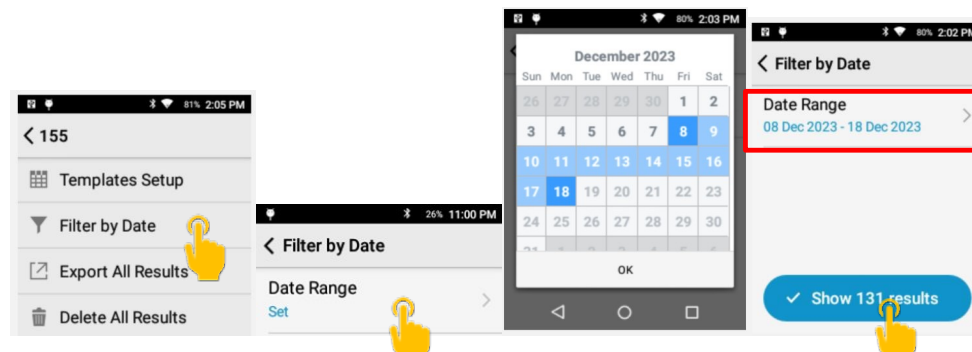 81% 2:05 PM
155
Templates Setup
Filter by Date
Export All Results
Delete All Results
26% 11:00 PM
Filter by Date
Date Range
Set
80% 2:03 PM
December 2023
Sun Mon Tue Wed Thu Fri Sat
26 27 28 29 30 1 2
3 4 5 6 7 8 9
10 11 12 13 14 15 16
17 18 19 20 21 22 23
24 25 26 27 28 29 30
OK
80% 2:02 PM
Filter by Date
Date Range
08 Dec 2023 - 18 Dec 2023
Show 131 results